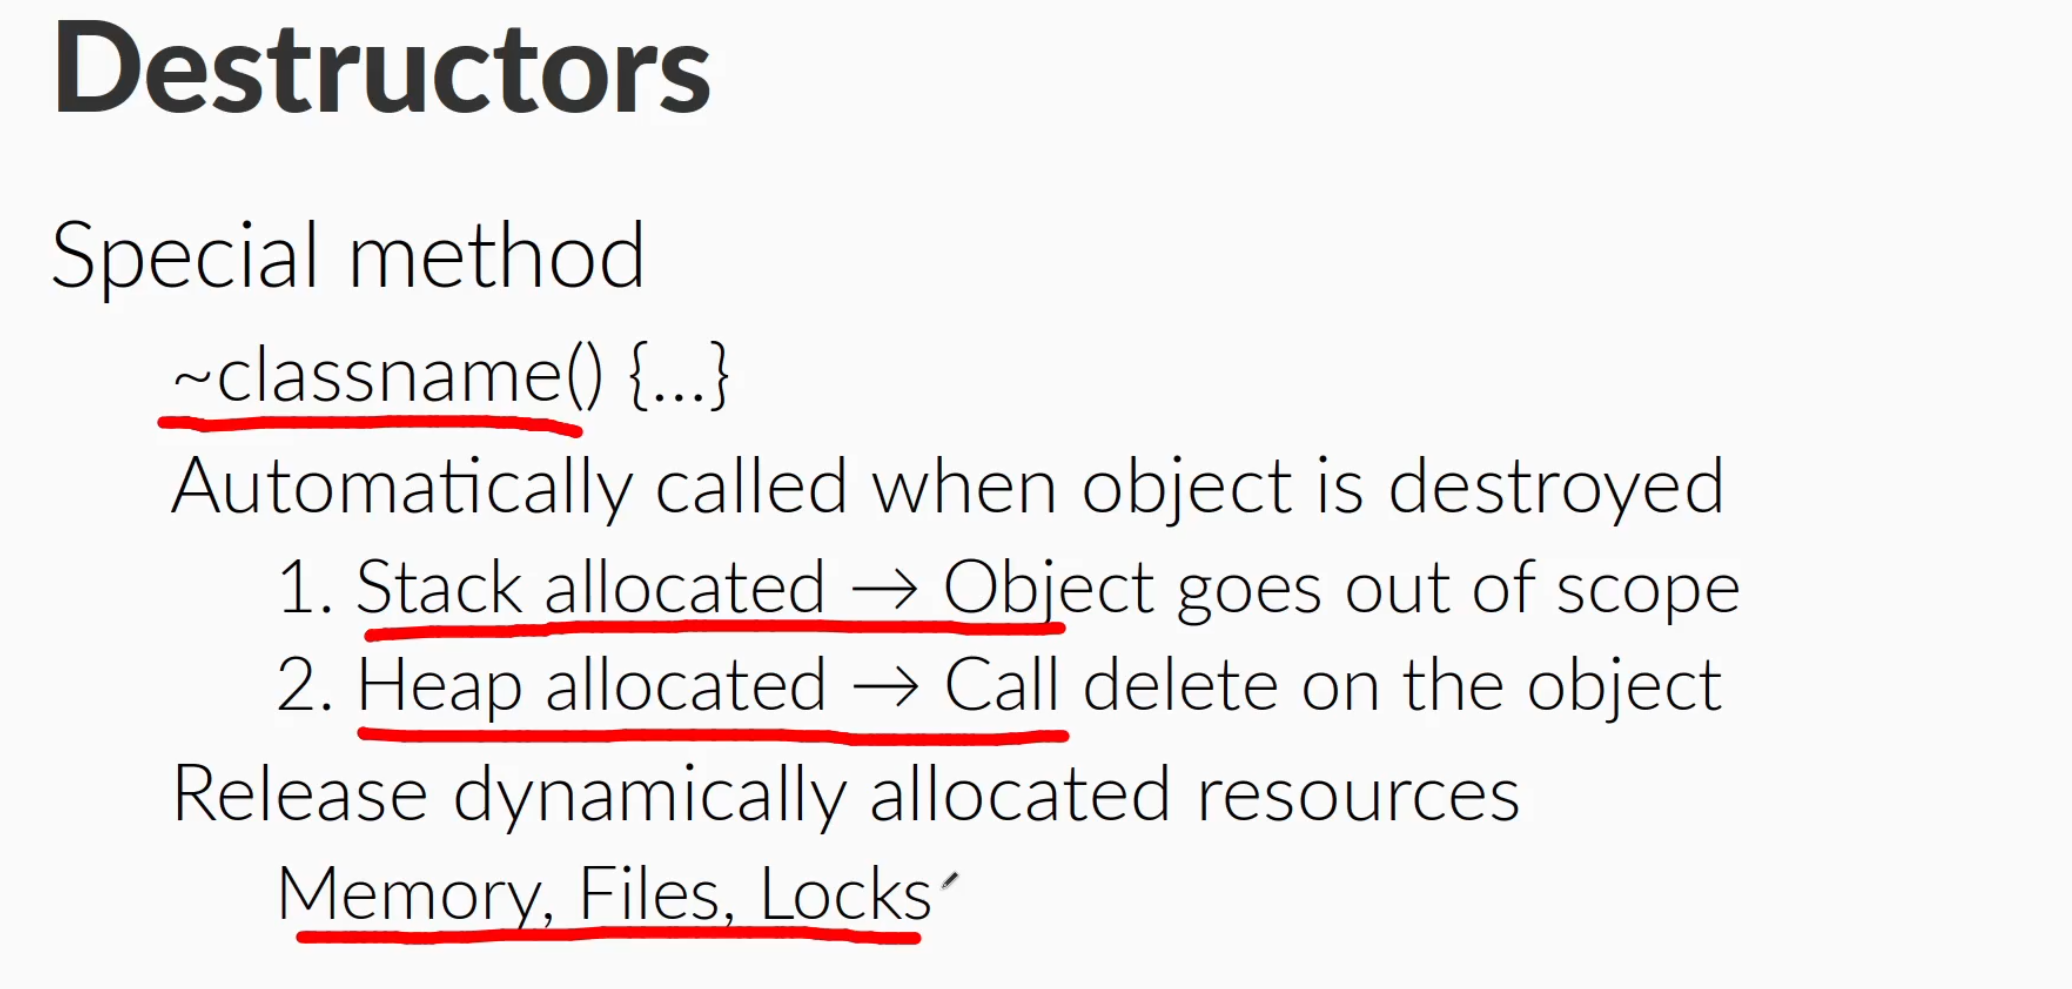 Destructors
Special method
~classname() {...}
Automatically called when object is destroyed
1. Stack allocated → Object goes out of scope
2. Heap allocated → Call delete on the object
Release dynamically allocated resources
Memory, Files, Locks